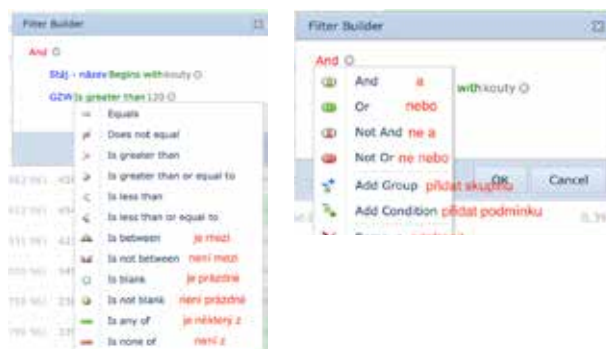 Filter Builder
And
Stáj - název Begins with kouty
GZW Is greater than 120
Equals
Does not equal
Is greater than
Is greater than or equal to
Is less than
Is less than or equal to
Is between je mezi
Is not between není mezi
Is blank je prázdné
Is not blank není prázdné
Is any of je některý z
Is none of není z
Filter Builder
And
with kouty
And a
Or nebo
Not And ne a
Not Or ne nebo
Add Group přidat skupinu
OK Cancel
Add Condition přidat podmínku